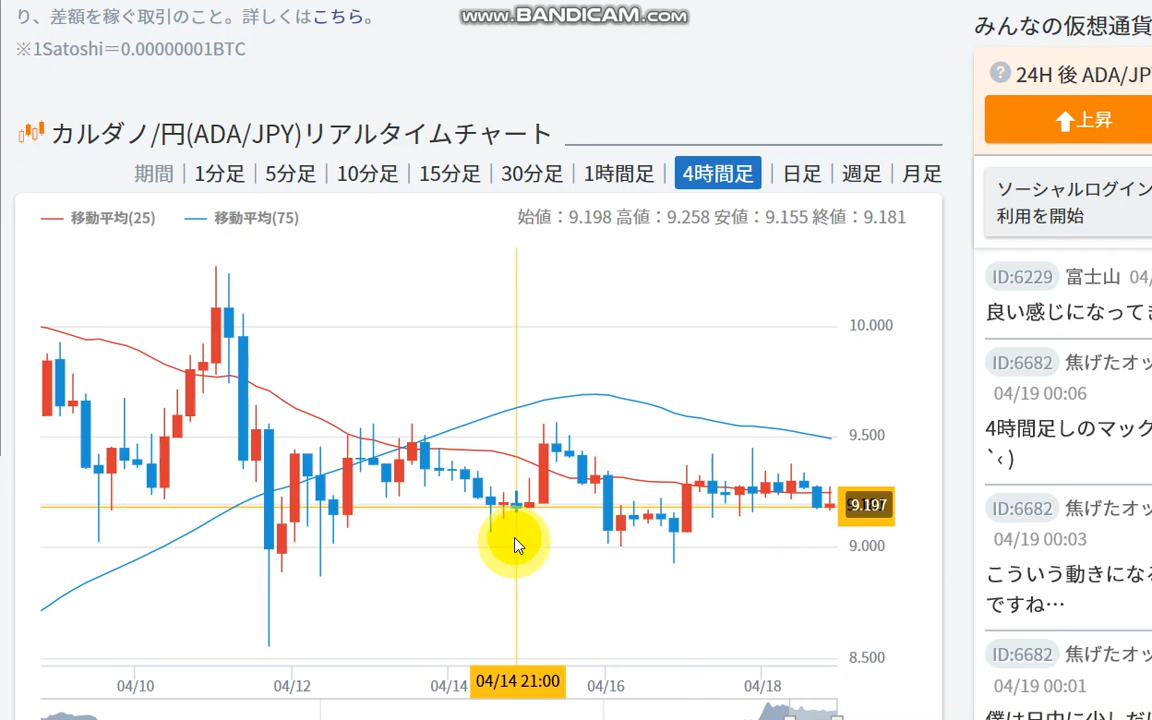 り、差額を稼ぐ取引のこと。詳しくはこちら。
※1Satoshi＝0.00000001BTC
www.BANDICAM.com
カルダノ/円(ADA/JPY)リアルタイムチャート
期間 | 1分足 | 5分足 | 10分足 | 15分足 | 30分足 | 1時間足 | 4時間足 | 日足 | 週足 | 月足
移動平均(25) 移動平均(75) 始値：9.198 高値：9.258 安値：9.155 終値：9.181
10.000
9.500
9.197
9.000
8.500
04/10 04/12 04/14 04/14 21:00 04/16 04/18
みんなの仮想通貨
? 24H 後 ADA/JP
上昇
ソーシャルログイン
利用を開始
ID:6229 富士山 04/
良い感じになって
ID:6682 焦げたオッ
04/19 00:06
4時間足しのマック
`‹ )
ID:6682 焦げたオッ
04/19 00:03
こういう動きにな
ですね…
ID:6682 焦げたオッ
04/19 00:01